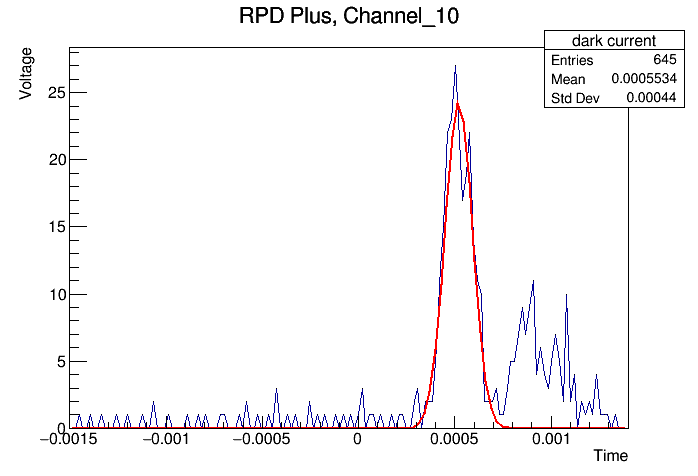 RPD Plus, Channel_10
dark current
Entries 645
Mean 0.0005534
Std Dev 0.00044
Voltage
25
20
15
10
5
0
−0.0015 −0.001 −0.0005 0 0.0005 0.001
Time